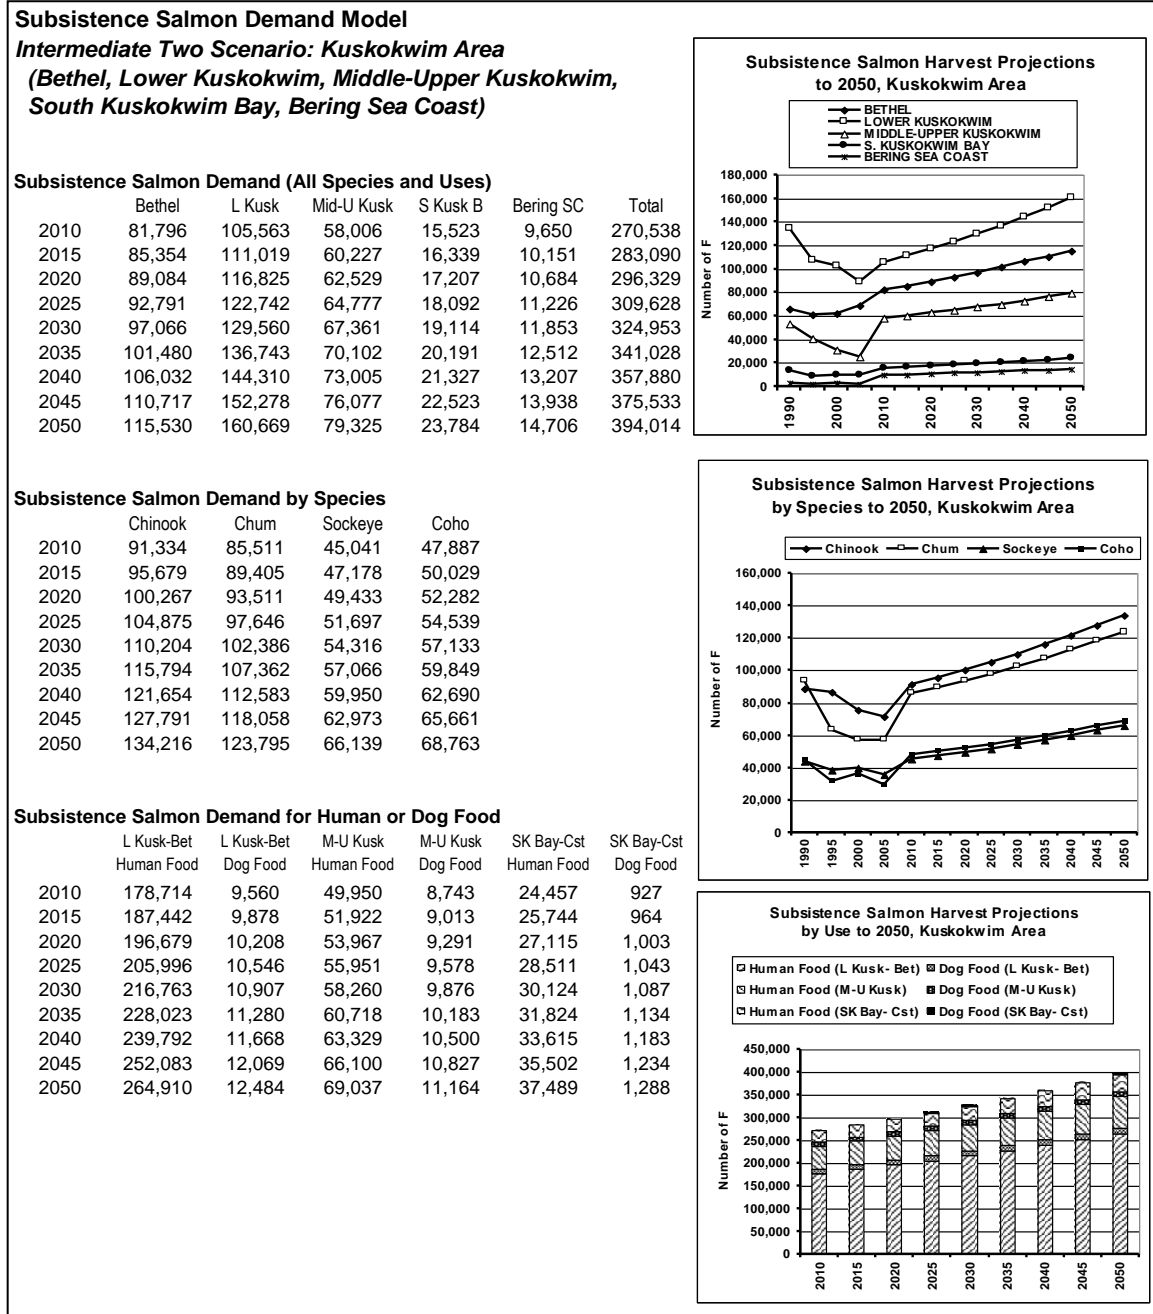 Subsistence Salmon Demand Model
Intermediate Two Scenario: Kuskokwim Area
(Bethel, Lower Kuskokwim, Middle-Upper Kuskokwim,
South Kuskokwim Bay, Bering Sea Coast)
Subsistence Salmon Demand (All Species and Uses)
Bethel L Kusk Mid-U Kusk S Kusk B Bering SC Total
2010 81,796 105,563 58,006 15,523 9,650 270,538
2015 85,354 111,019 60,227 16,339 10,151 283,090
2020 89,084 116,825 62,529 17,207 10,684 296,329
2025 92,791 122,742 64,777 18,092 11,226 309,628
2030 97,066 129,560 67,361 19,114 11,853 324,953
2035 101,480 136,743 70,102 20,191 12,512 341,028
2040 106,032 144,310 73,005 21,327 13,207 357,880
2045 110,717 152,278 76,077 22,523 13,938 375,533
2050 115,530 160,669 79,325 23,784 14,706 394,014
Subsistence Salmon Demand by Species
Chinook Chum Sockeye Coho
2010 91,334 85,511 45,041 47,887
2015 95,679 89,405 47,178 50,029
2020 100,267 93,511 49,433 52,282
2025 104,875 97,646 51,697 54,539
2030 110,204 102,386 54,316 57,133
2035 115,794 107,362 57,066 59,849
2040 121,654 112,583 59,950 62,690
2045 127,791 118,058 62,973 65,661
2050 134,216 123,795 66,139 68,763
Subsistence Salmon Demand for Human or Dog Food
L Kusk-Bet L Kusk-Bet M-U Kusk M-U Kusk SK Bay-Cst SK Bay-Cst
Human Food Dog Food Human Food Dog Food Human Food Dog Food
2010 178,714 9,560 49,950 8,743 24,457 927
2015 187,442 9,878 51,922 9,013 25,744 964
2020 196,679 10,208 53,967 9,291 27,115 1,003
2025 205,996 10,546 55,951 9,578 28,511 1,043
2030 216,763 10,907 58,260 9,876 30,124 1,087
2035 228,023 11,280 60,718 10,183 31,824 1,134
2040 239,792 11,668 63,329 10,500 33,615 1,183
2045 252,083 12,069 66,100 10,827 35,502 1,234
2050 264,910 12,484 69,037 11,164 37,489 1,288
Subsistence Salmon Harvest Projections
to 2050, Kuskokwim Area
BETHEL
LOWER KUSKOKWIM
MIDDLE-UPPER KUSKOKWIM
S. KUSKOKWIM BAY
BERING SEA COAST
Number of F
180,000
160,000
140,000
120,000
100,000
80,000
60,000
40,000
20,000
0
1990
2000
2010
2020
2030
2040
2050
Subsistence Salmon Harvest Projections
by Species to 2050, Kuskokwim Area
Chinook Chum Sockeye Coho
Number of F
160,000
140,000
120,000
100,000
80,000
60,000
40,000
20,000
0
1990
1995
2000
2005
2010
2015
2020
2025
2030
2035
2040
2045
2050
Subsistence Salmon Harvest Projections
by Use to 2050, Kuskokwim Area
Human Food (L Kusk- Bet) Dog Food (L Kusk- Bet)
Human Food (M-U Kusk) Dog Food (M-U Kusk)
Human Food (SK Bay- Cst) Dog Food (SK Bay- Cst)
Number of F
450,000
400,000
350,000
300,000
250,000
200,000
150,000
100,000
50,000
0
2010
2015
2020
2025
2030
2035
2040
2045
2050